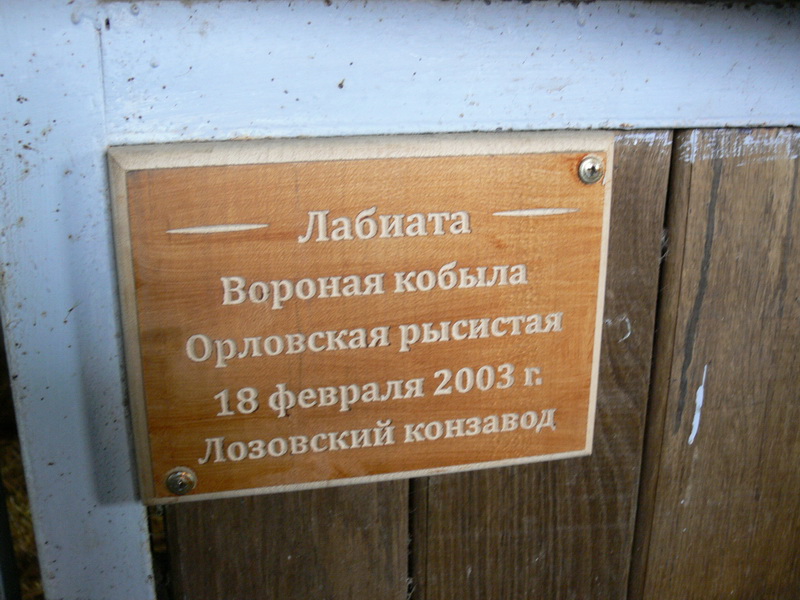 Лабиата
Вороная кобыла
Орловская рысистая
18 февраля 2003 г.
Лозовский конзавод